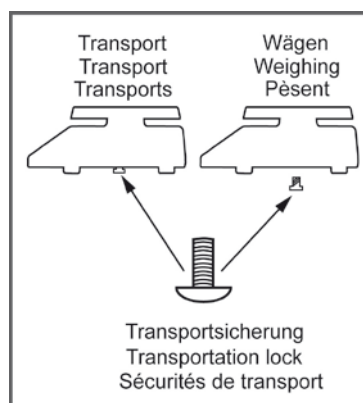 Transport
Transport
Transports
Wägen
Weighing
Pèsent
Transportsicherung
Transportation lock
Sécurités de transport